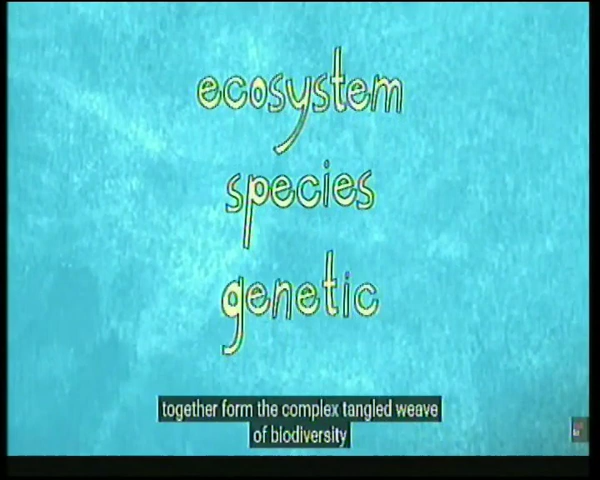 ecosystem
species
genetic
together form the complex tangled weave
of biodiversity